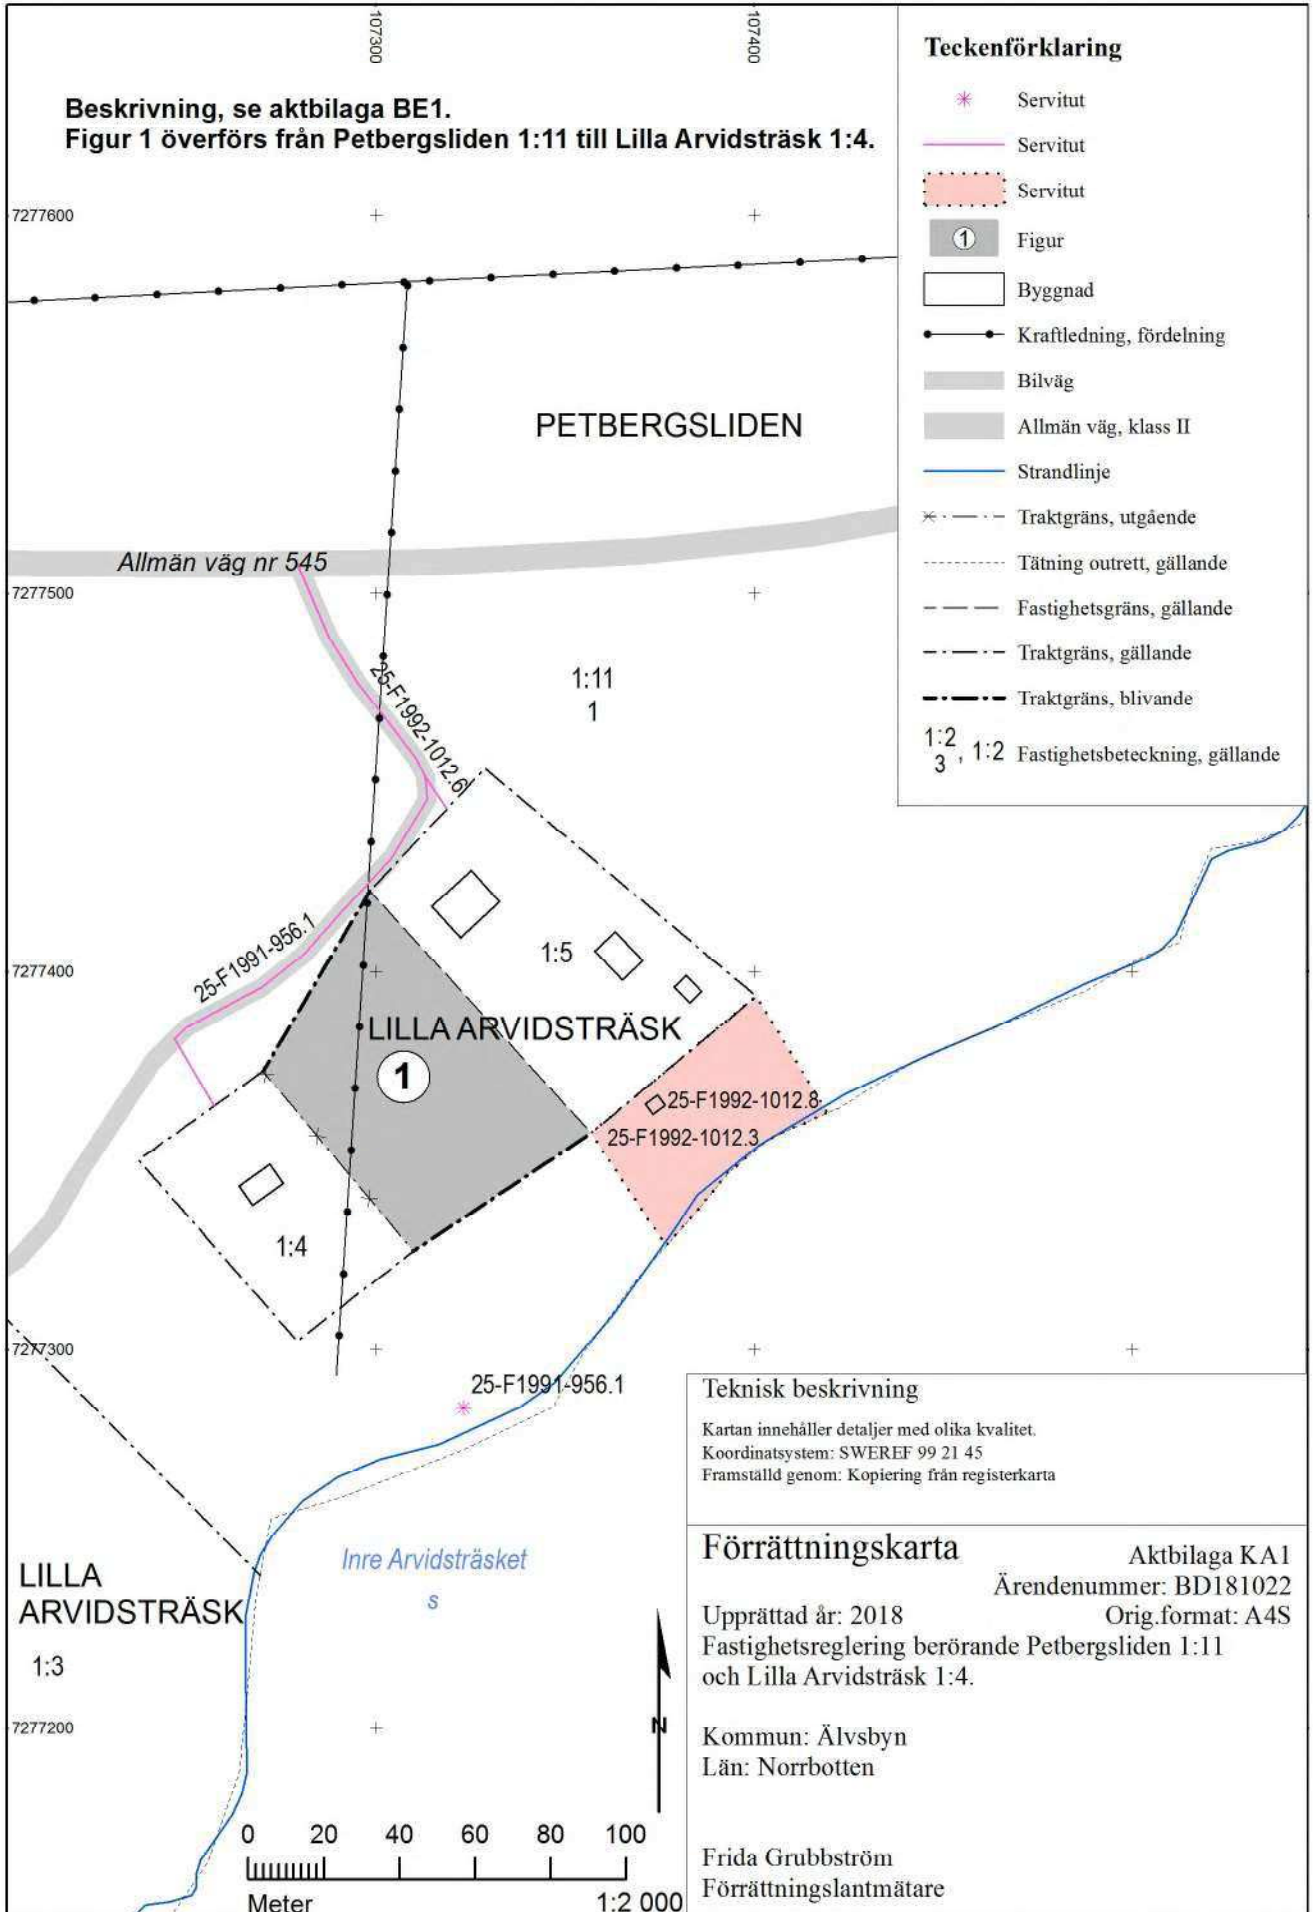 107300
107400
Beskrivning, se aktbilaga BE1.
Figur 1 överförs från Petbergsliden 1:11 till Lilla Arvidsträsk 1:4.
Teckenförklaring
Servitut
Servitut
Servitut
1 Figur
Byggnad
Kraftledning, fördelning
Bilväg
Allmän väg, klass II
Strandlinje
Traktgräns, utgående
Tätning outrett, gällande
Fastighetsgräns, gällande
Traktgräns, gällande
Traktgräns, blivande
1:2
3 , 1:2 Fastighetsbeteckning, gällande
7277600
PETBERGSLIDEN
Allmän väg nr 545
7277500
25-F1992-1012.6
1:11
1
25-F1991-956.1
1:5
7277400
LILLA ARVIDSTRÄSK
1
25-F1992-1012.8
25-F1992-1012.3
1:4
7277300
25-F1991-956.1
Inre Arvidsträsket
s
LILLA
ARVIDSTRÄSK
1:3
7277200
N
0 20 40 60 80 100
Meter 1:2 000
Teknisk beskrivning
Kartan innehåller detaljer med olika kvalitet.
Koordinatsystem: SWEREF 99 21 45
Framställd genom: Kopiering från registerkarta
Förrättningskarta
Aktbilaga KA1
Ärendenummer: BD181022
Upprättad år: 2018 Orig.format: A4S
Fastighetsreglering berörande Petbergsliden 1:11
och Lilla Arvidsträsk 1:4.
Kommun: Älvsbyn
Län: Norrbotten
Frida Grubbström
Förrättningslantmätare